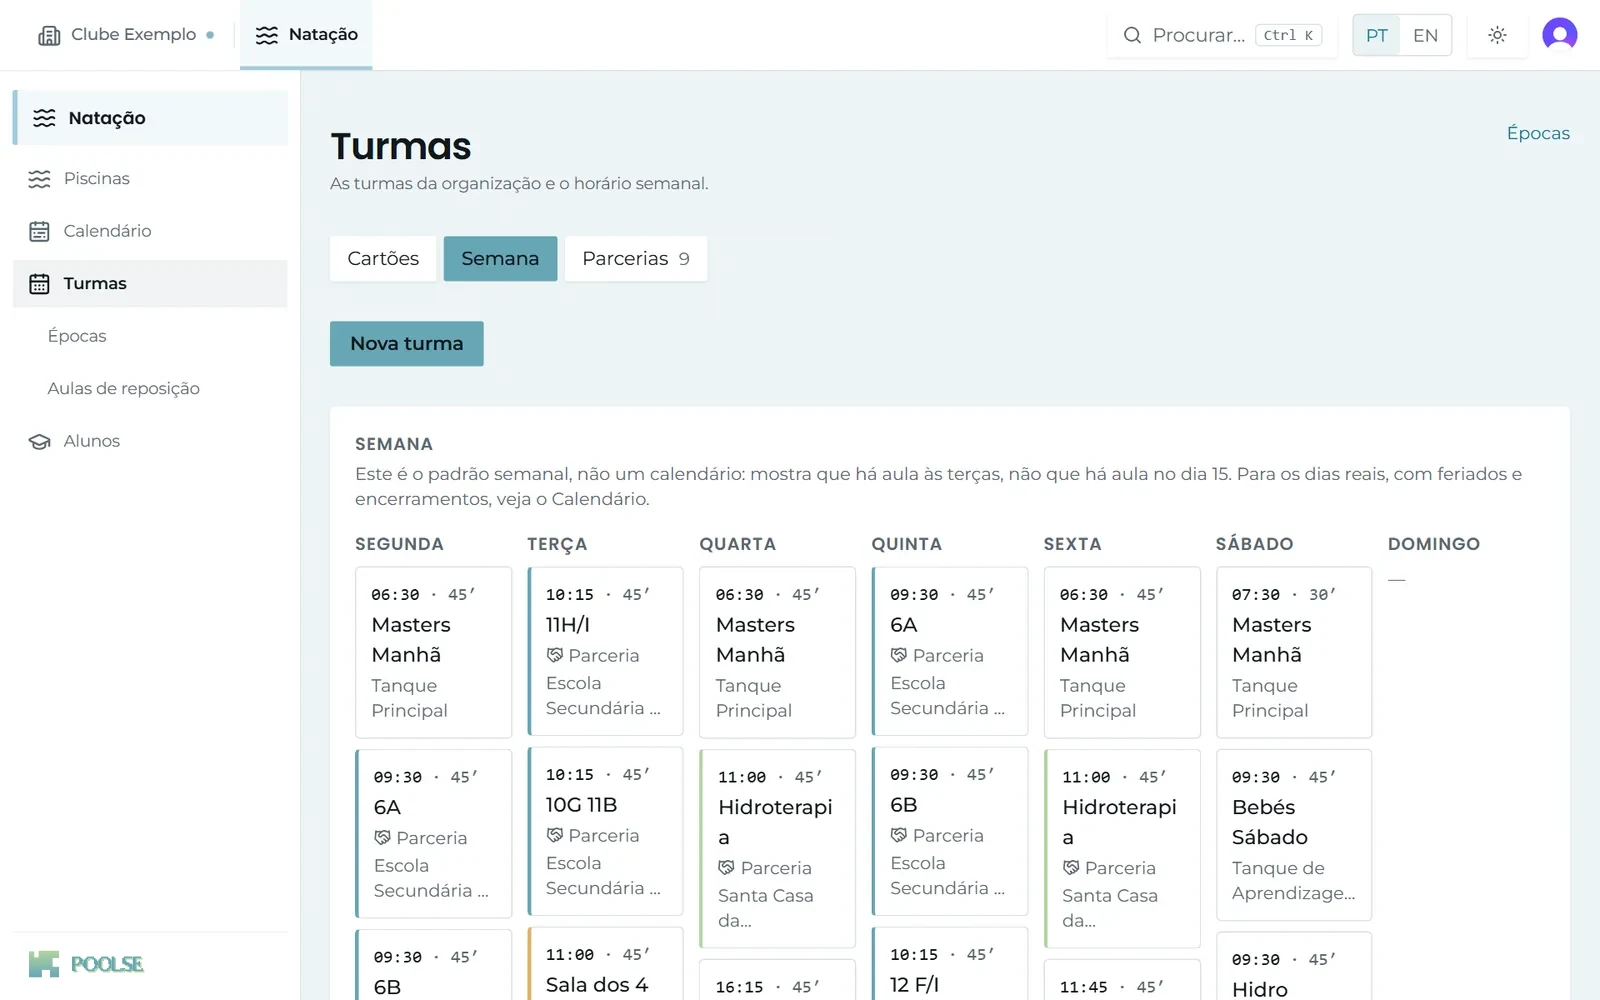 Clube Exemplo
Natação
Procurar... Ctrl K
PT EN
Natação
Piscinas
Calendário
Turmas
Épocas
Aulas de reposição
Alunos
POOLSE
Turmas
Épocas
As turmas da organização e o horário semanal.
Cartões Semana Parcerias 9
Nova turma
SEMANA
Este é o padrão semanal, não um calendário: mostra que há aula às terças, não que há aula no dia 15. Para os dias reais, com feriados e
encerramentos, veja o Calendário.
SEGUNDA
06:30 · 45′
Masters
Manhã
Tanque
Principal
09:30 · 45′
6A
Parceria
Escola
Secundária ...
09:30 · 45′
6B
TERÇA
10:15 · 45′
11H/I
Parceria
Escola
Secundária ...
10:15 · 45′
10G 11B
Parceria
Escola
Secundária ...
11:00 · 45′
Sala dos 4
QUARTA
06:30 · 45′
Masters
Manhã
Tanque
Principal
11:00 · 45′
Hidroterapi
a
Parceria
Santa Casa
da...
16:15 · 45′
QUINTA
09:30 · 45′
6A
Parceria
Escola
Secundária ...
09:30 · 45′
6B
Parceria
Escola
Secundária ...
10:15 · 45′
12 F/I
SEXTA
06:30 · 45′
Masters
Manhã
Tanque
Principal
11:00 · 45′
Hidroterapi
a
Parceria
Santa Casa
da...
11:45 · 45′
SÁBADO
07:30 · 30′
Masters
Manhã
Tanque
Principal
09:30 · 45′
Bebés
Sábado
Tanque de
Aprendizage...
09:30 · 45′
Hidro
DOMINGO
—